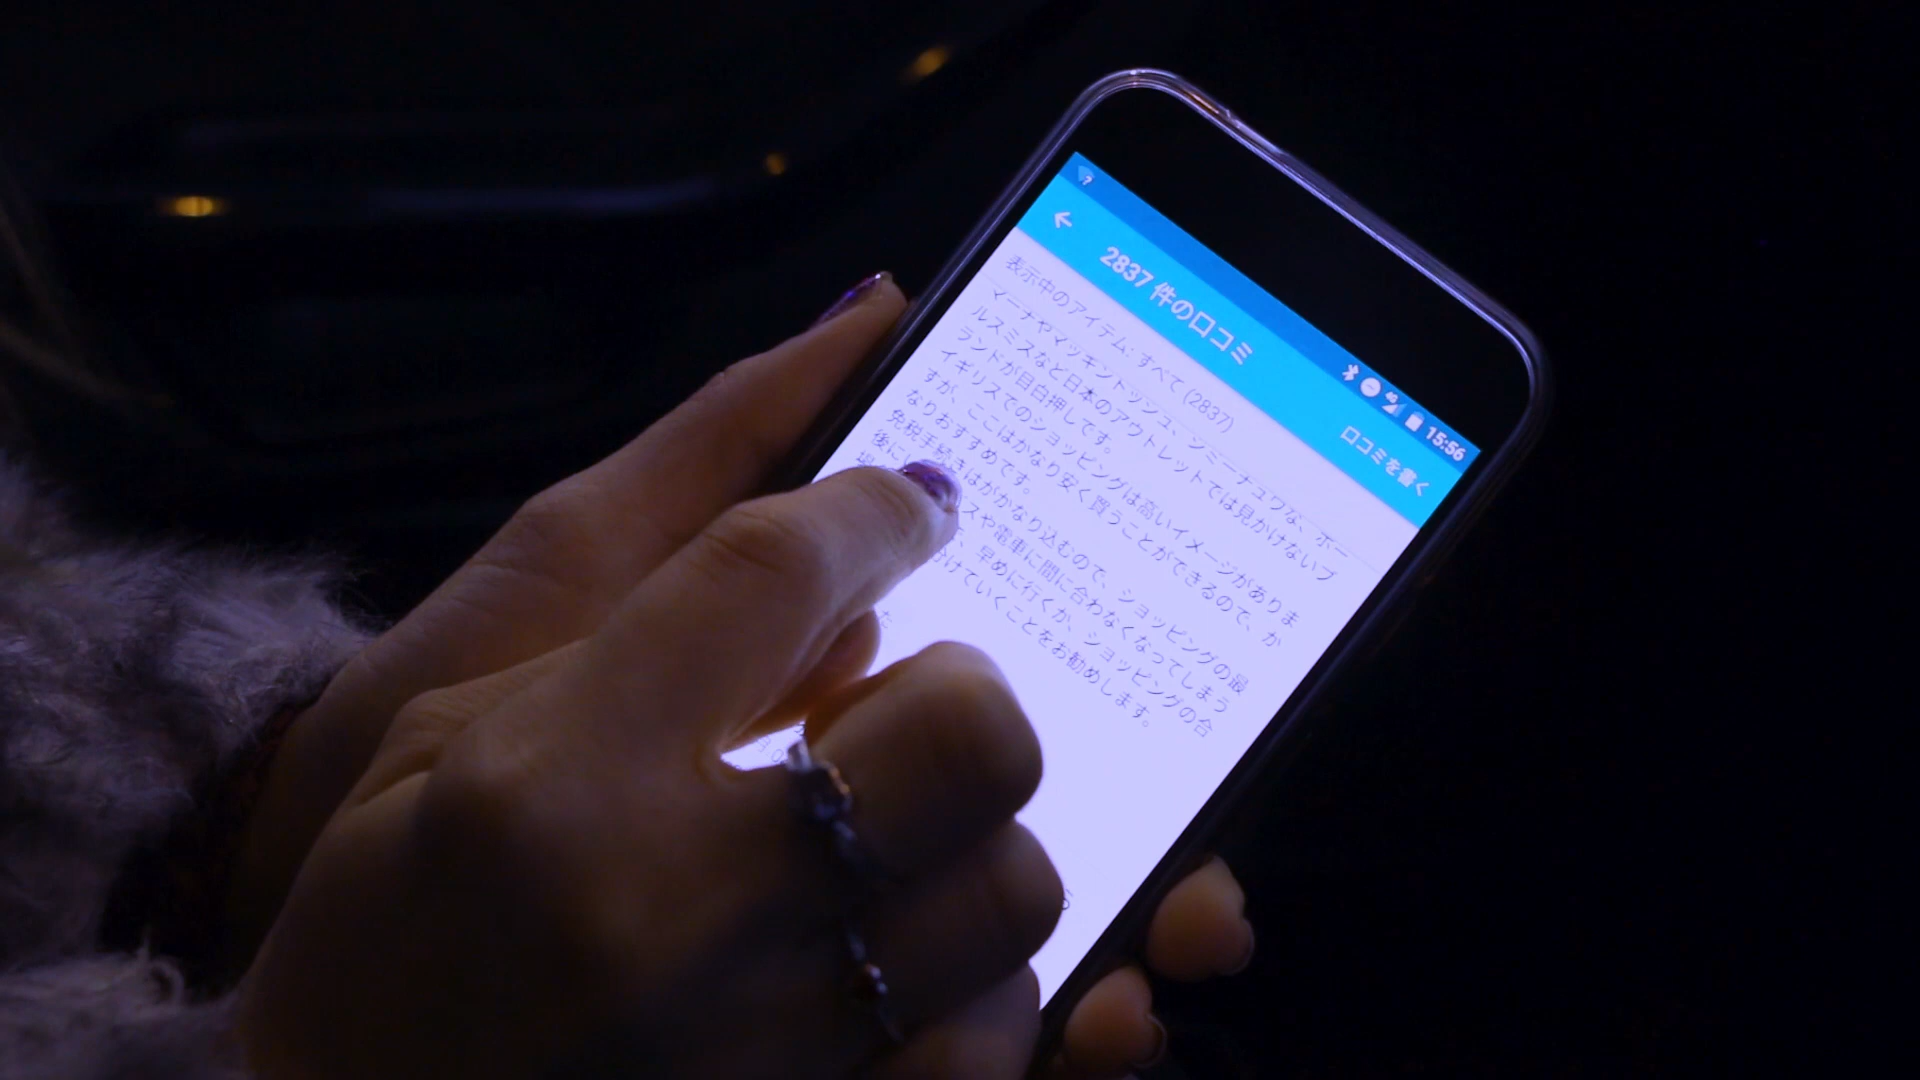 15:56
2837 件の口コミ
口コミを書く
表示中のアイテム: すべて (2837)
マーナやマッキントッシュ、ジミーチュウな、ポー
ルスミスなど日本のアウトレットでは見かけないブ
ランドが目白押しです。
イギリスでのショッピングは高いイメージがありま
すが、ここはかなり安く買うことができるので、か
なりおすすめです。
免税手続きはがかなり込むので、ショッピングの最
後に
スや電車に間に合わなくなってしまう
場
、早めに行くか、ショッピングの合
分けていくことをお勧めします。
た
月 0